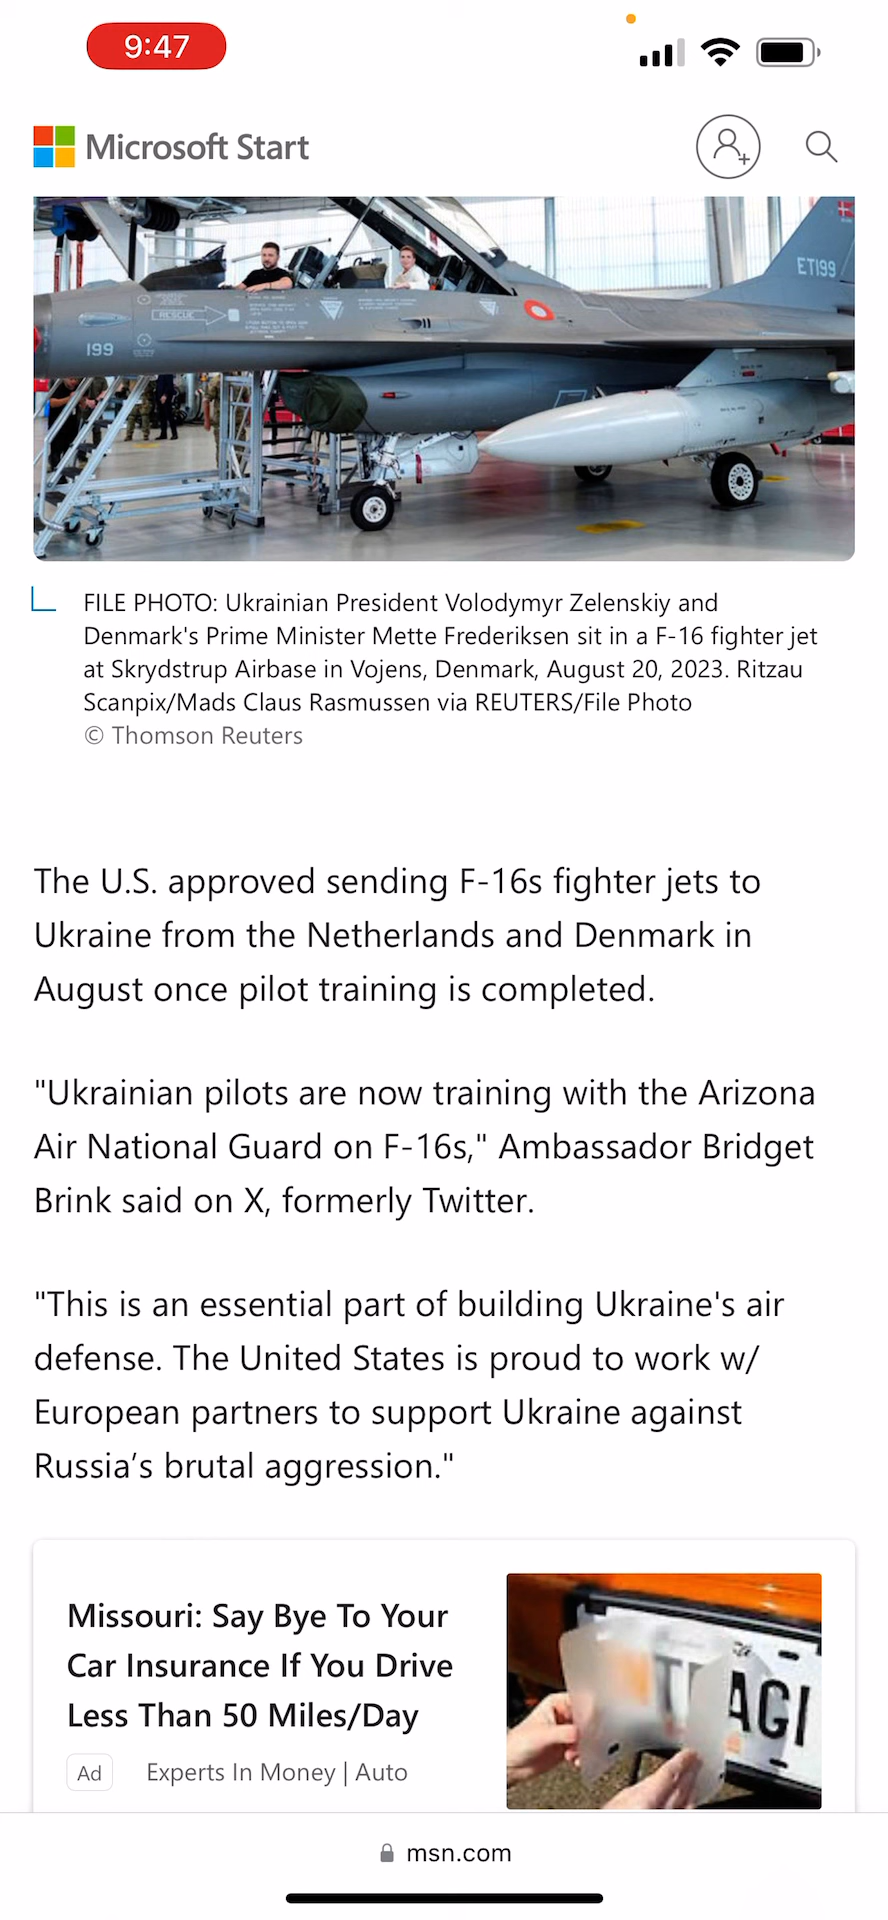 9:47
Microsoft Start
ET199
RESCUE
199
FILE PHOTO: Ukrainian President Volodymyr Zelenskiy and
Denmark's Prime Minister Mette Frederiksen sit in a F-16 fighter jet
at Skrydstrup Airbase in Vojens, Denmark, August 20, 2023. Ritzau
Scanpix/Mads Claus Rasmussen via REUTERS/File Photo
© Thomson Reuters
The U.S. approved sending F-16s fighter jets to
Ukraine from the Netherlands and Denmark in
August once pilot training is completed.
"Ukrainian pilots are now training with the Arizona
Air National Guard on F-16s," Ambassador Bridget
Brink said on X, formerly Twitter.
"This is an essential part of building Ukraine's air
defense. The United States is proud to work w/
European partners to support Ukraine against
Russia’s brutal aggression."
Missouri: Say Bye To Your
Car Insurance If You Drive
Less Than 50 Miles/Day
Ad Experts In Money | Auto
AGI
msn.com